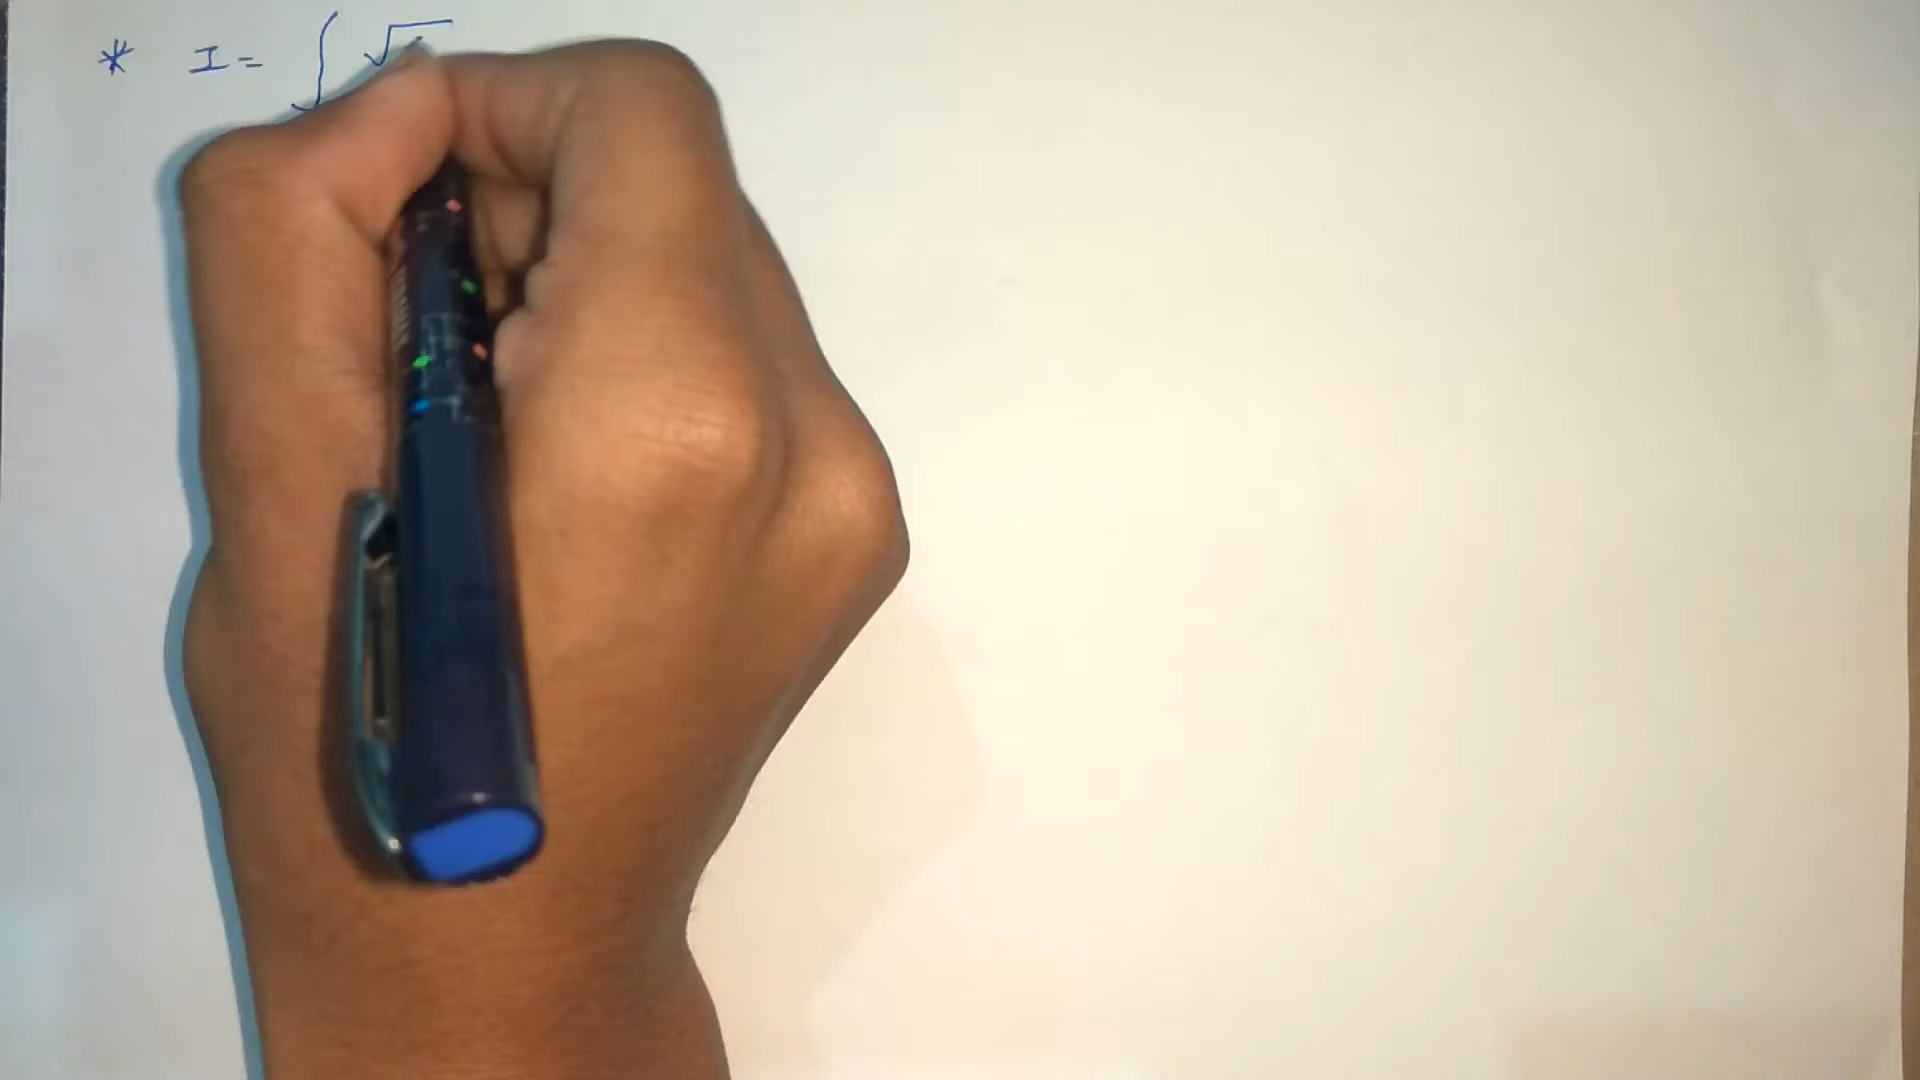 * I = ∫ √